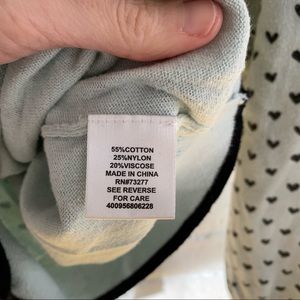 55%COTTON
25%NYLON
20%VISCOSE
MADE IN CHINA
RN#73277
SEE REVERSE
FOR CARE
400956806228